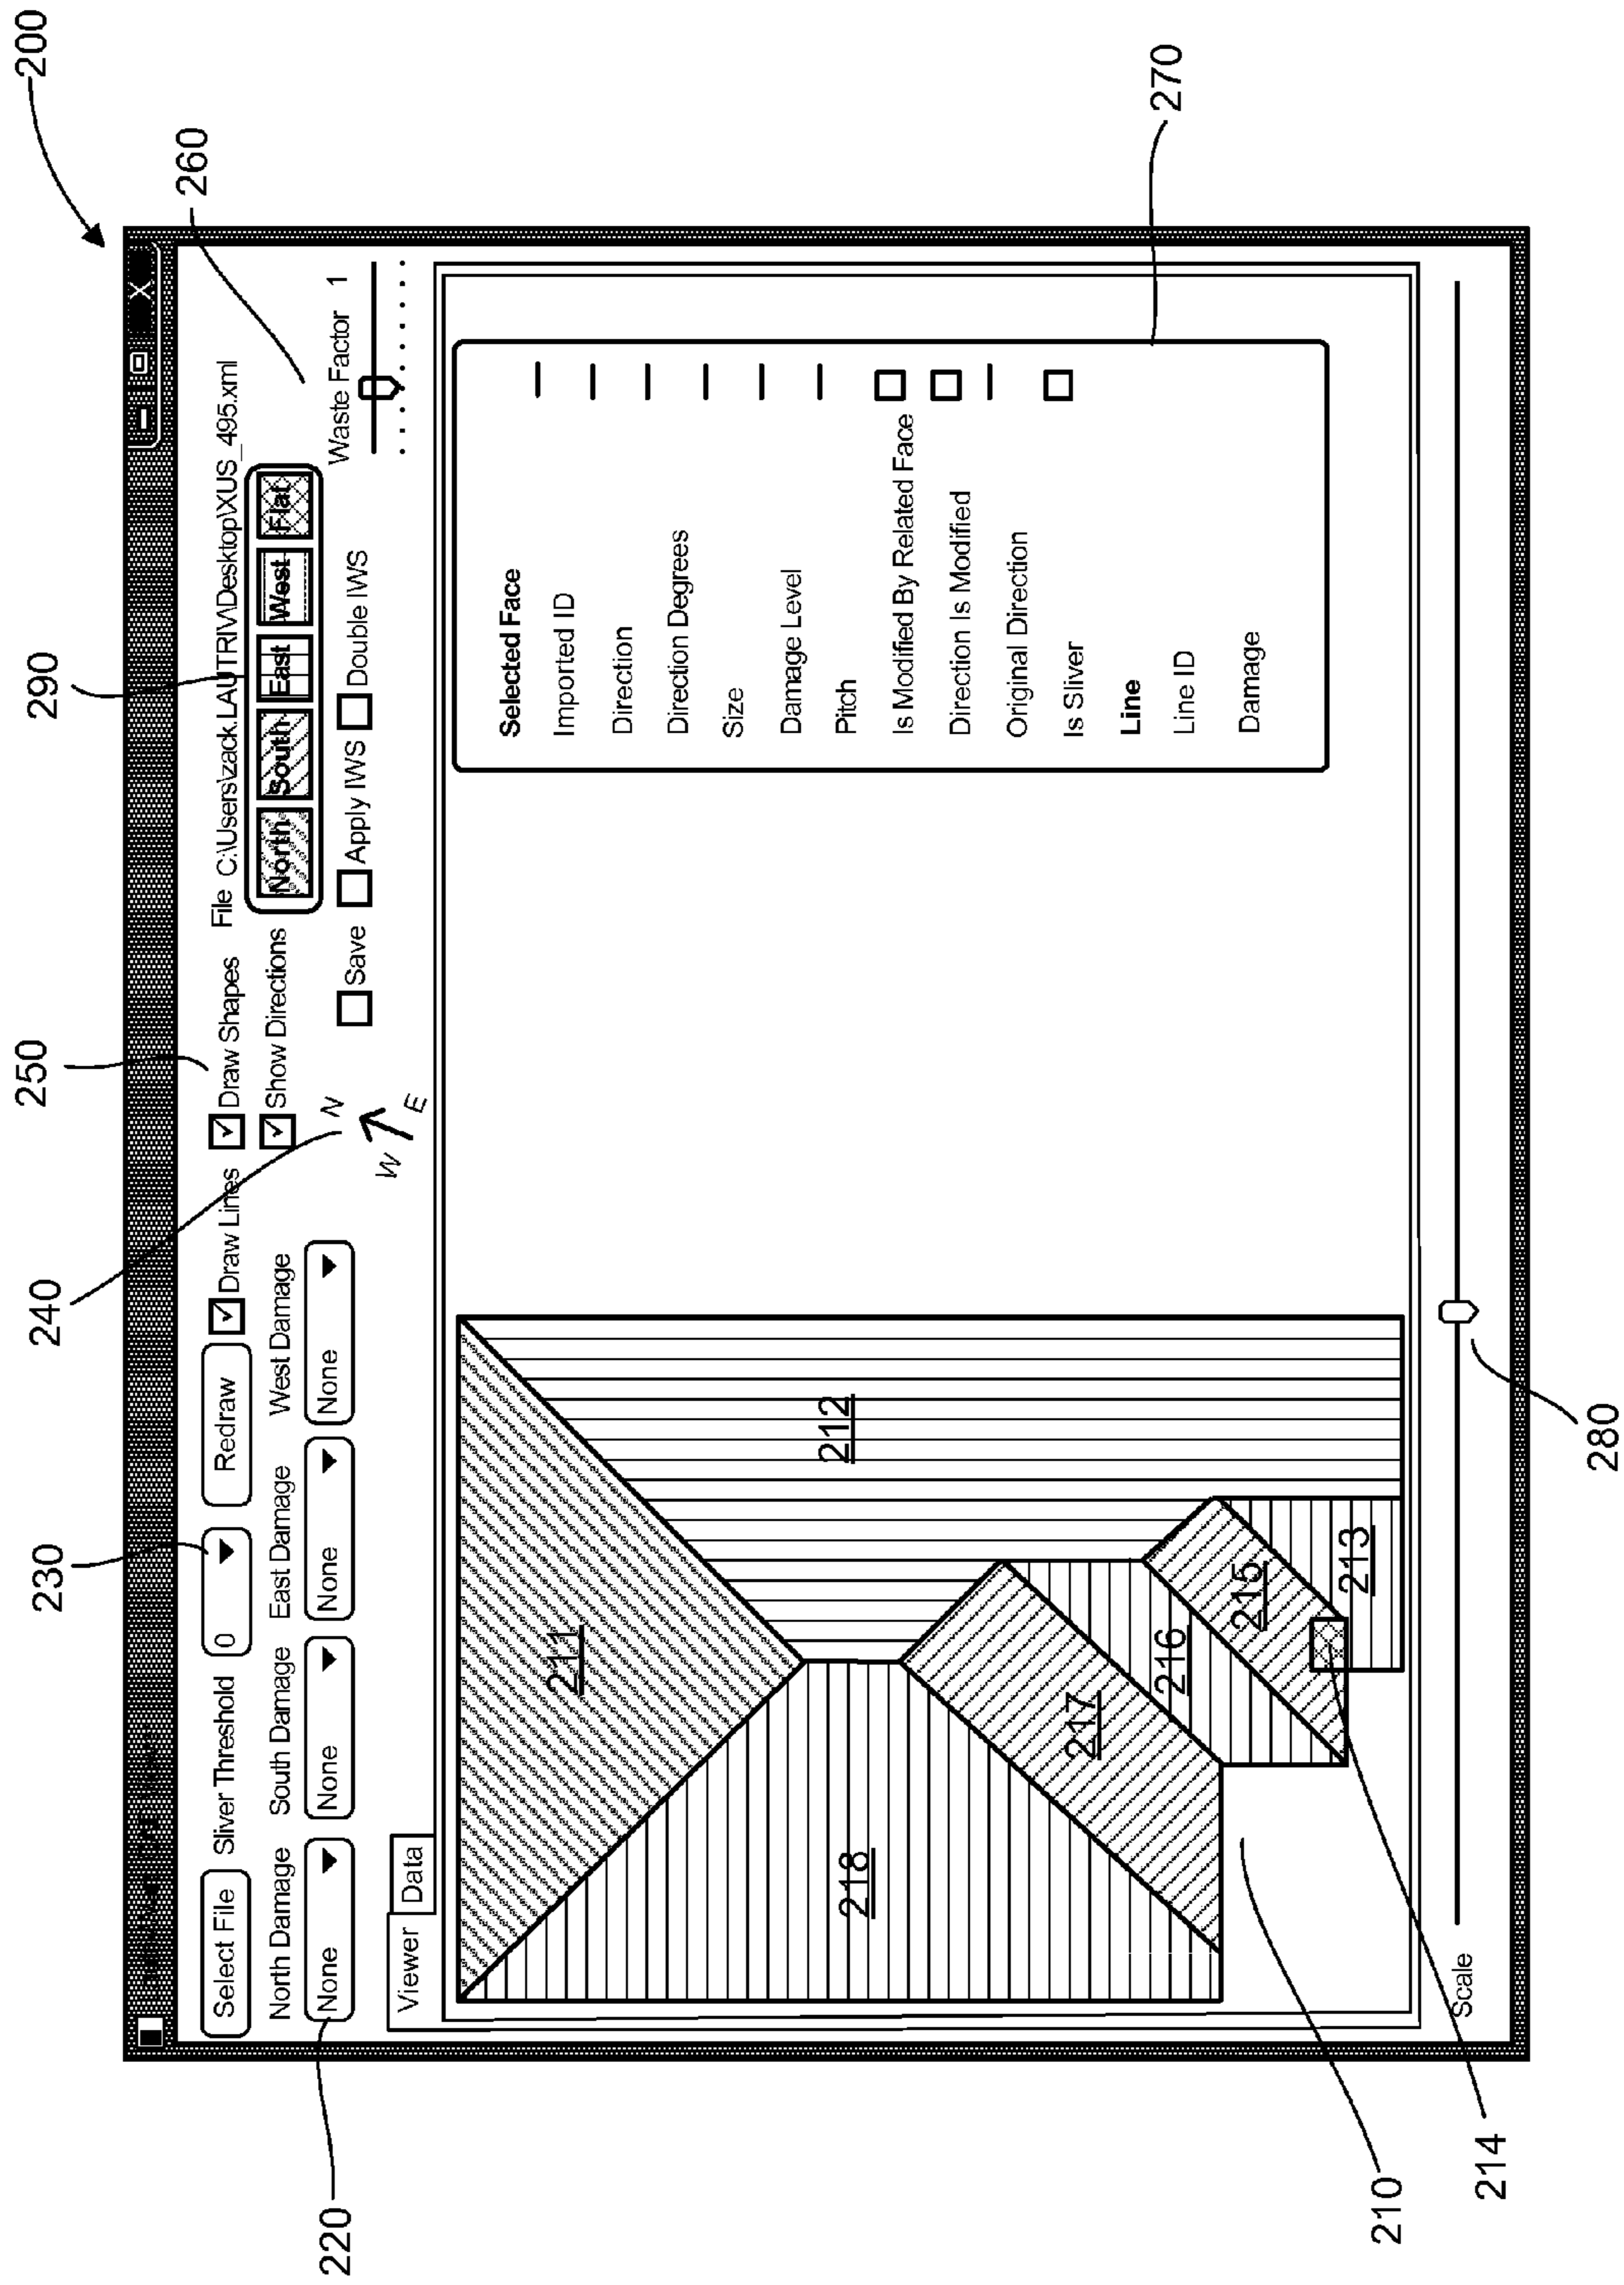 200
290
260
250
240
230
220
File C:\Users\zack.LAUTRIV\Desktop\XUS_495.xml
Select File
Sliver Threshold
0
Redraw
Draw Lines
Draw Shapes
Show Directions
North
South
East
West
Flat
North Damage
South Damage
East Damage
West Damage
None
None
None
None
N
W
E
Save
Apply IWS
Double IWS
Waste Factor 1
Viewer
Data
211
212
218
217
216
215
213
Selected Face
Imported ID
Direction
Direction Degrees
Size
Damage Level
Pitch
Is Modified By Related Face
Direction Is Modified
Original Direction
Is Sliver
Line
Line ID
Damage
270
Scale
210
214
280